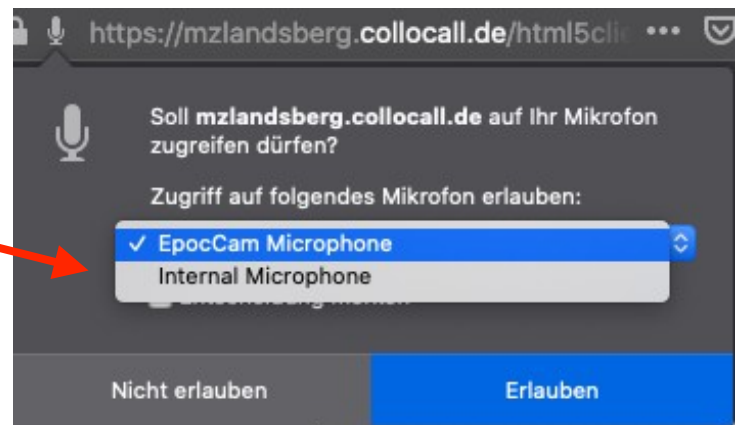 https://mzlandsberg.collocall.de/html5clie •••
Soll mzlandsberg.collocall.de auf Ihr Mikrofon
zugreifen dürfen?
Zugriff auf folgendes Mikrofon erlauben:
✓ EpocCam Microphone
Internal Microphone
Nicht erlauben
Erlauben